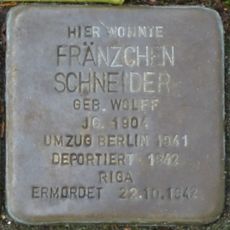 HIER WOHNTE
FRÄNZCHEN
SCHNEIDER
GEB. WOLFF
JG. 1904
UMZUG BERLIN 1941
DEPORTIERT 1942
RIGA
ERMORDET 22.10.1942